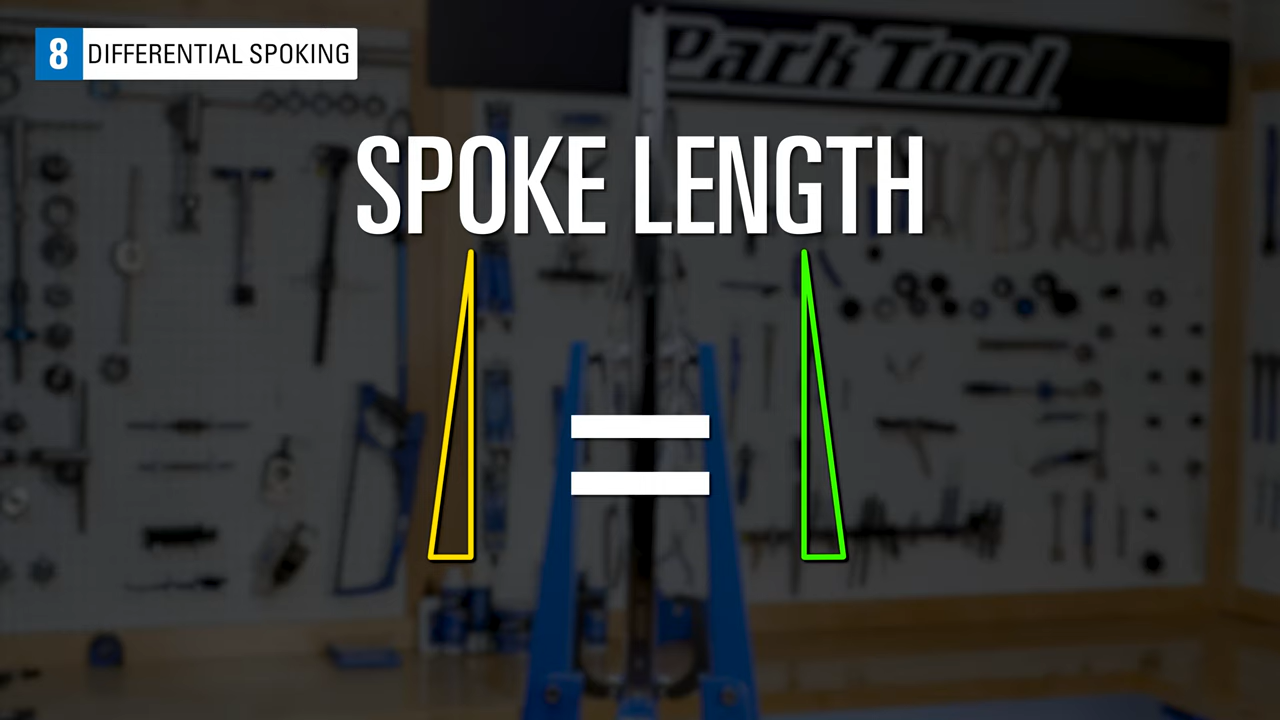 8 DIFFERENTIAL SPOKING
Park Tool
SPOKE LENGTH
=